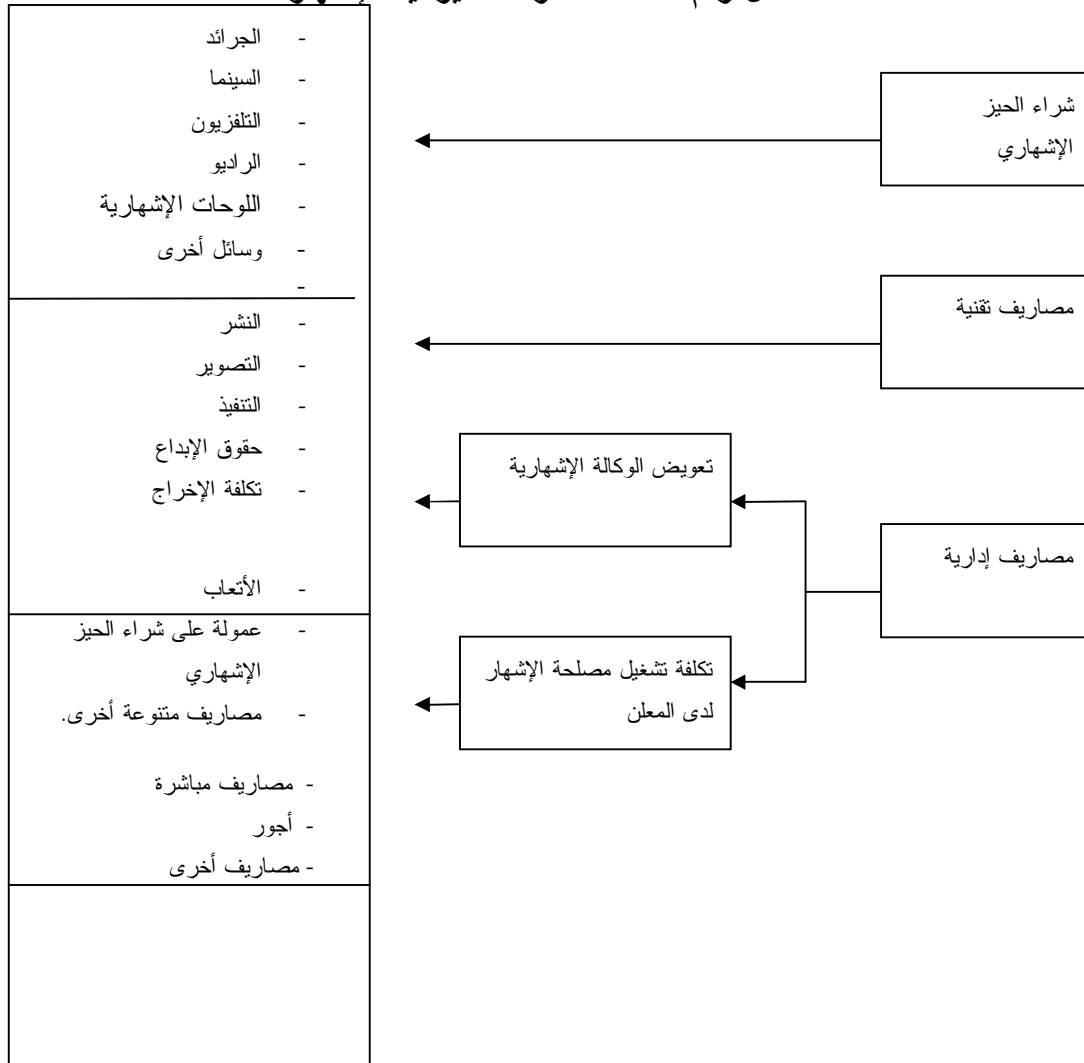 شراء الحيز
الإشهاري
- الجرائد
- السينما
- التلفزيون
- الراديو
- اللوحات الإشهارية
- وسائل أخرى
-
مصاريف تقنية
- النشر
- التصوير
- التنفيذ
- حقوق الإبداع
- تكلفة الإخراج
مصاريف إدارية
تعويض الوكالة الإشهارية
- الأتعاب
- عمولة على شراء الحيز
الإشهاري
- مصاريف متنوعة أخرى.
تكلفة تشغيل مصلحة الإشهار
لدى المعلن
- مصاريف مباشرة
- أجور
- مصاريف أخرى